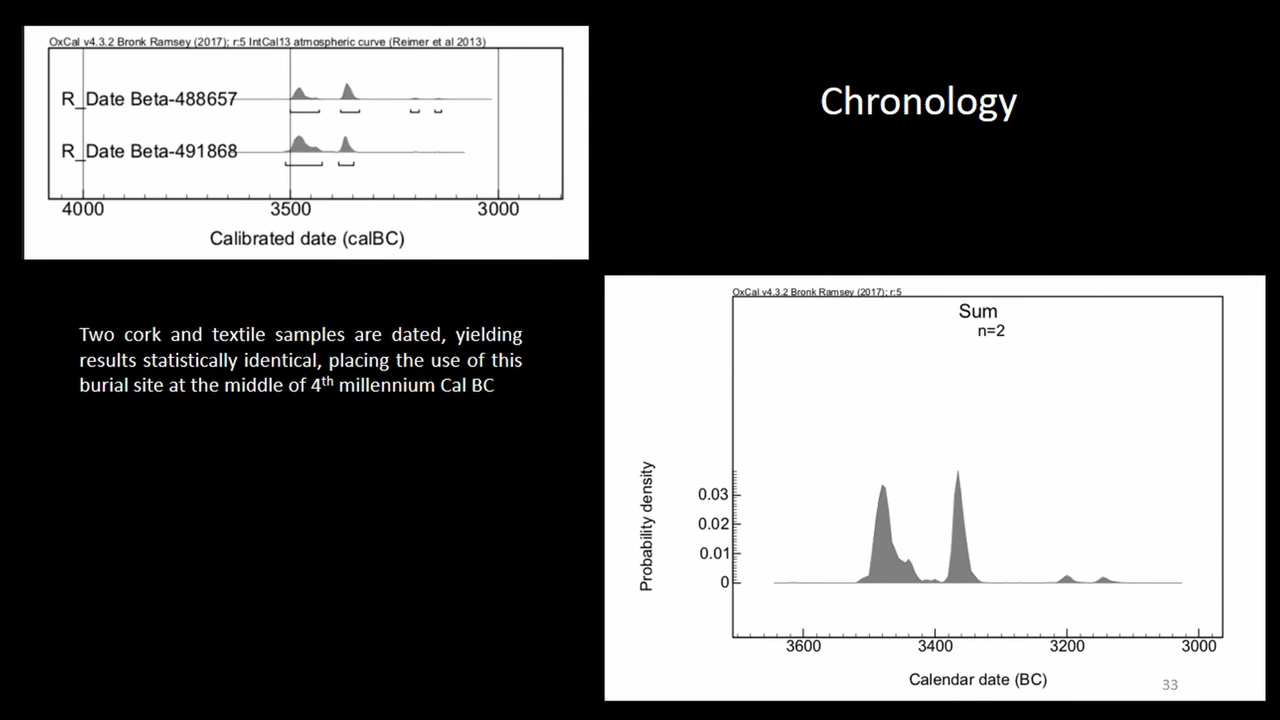 OxCal v4.3.2 Bronk Ramsey (2017); r:5 IntCal13 atmospheric curve (Reimer et al 2013)
R_Date Beta-488657
R_Date Beta-491868
4000 3500 3000
Calibrated date (calBC)
Chronology
Two cork and textile samples are dated, yielding
results statistically identical, placing the use of this
burial site at the middle of 4th millennium Cal BC
OxCal v4.3.2 Bronk Ramsey (2017); r:5
Sum
n=2
Probability density
0.03
0.02
0.01
0
3600 3400 3200 3000
Calendar date (BC)
33